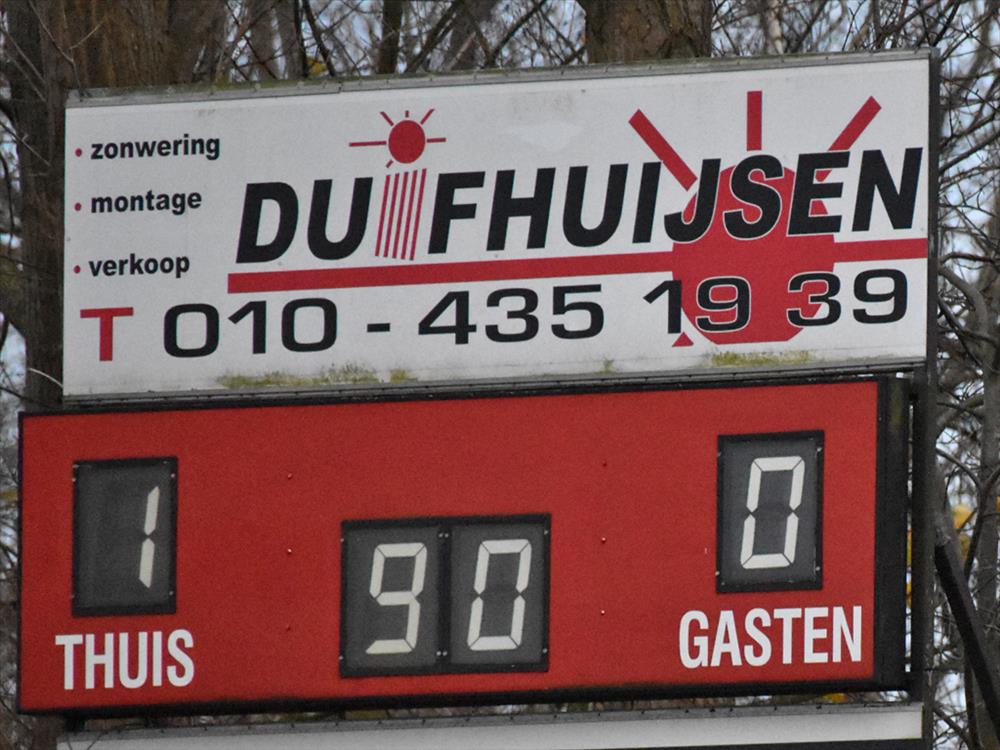 • zonwering
• montage
• verkoop
DUIFHUIJSEN
T 010 - 435 19 39
1
90
0
THUIS
GASTEN